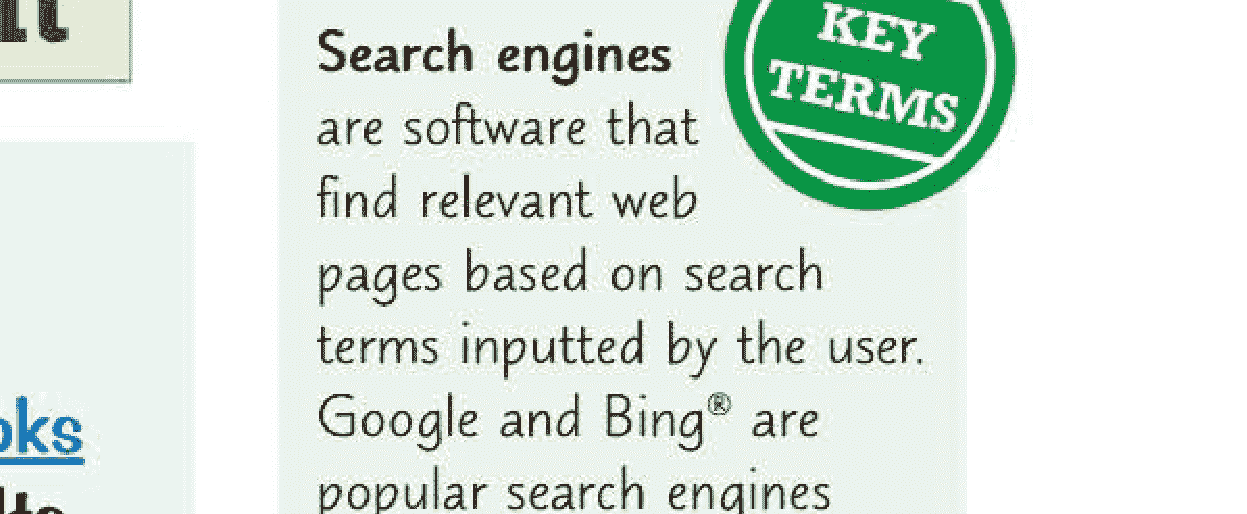 Search engines
are software that
find relevant web
pages based on search
terms inputted by the user.
Google and Bing® are
popular search engines
KEY
TERMS